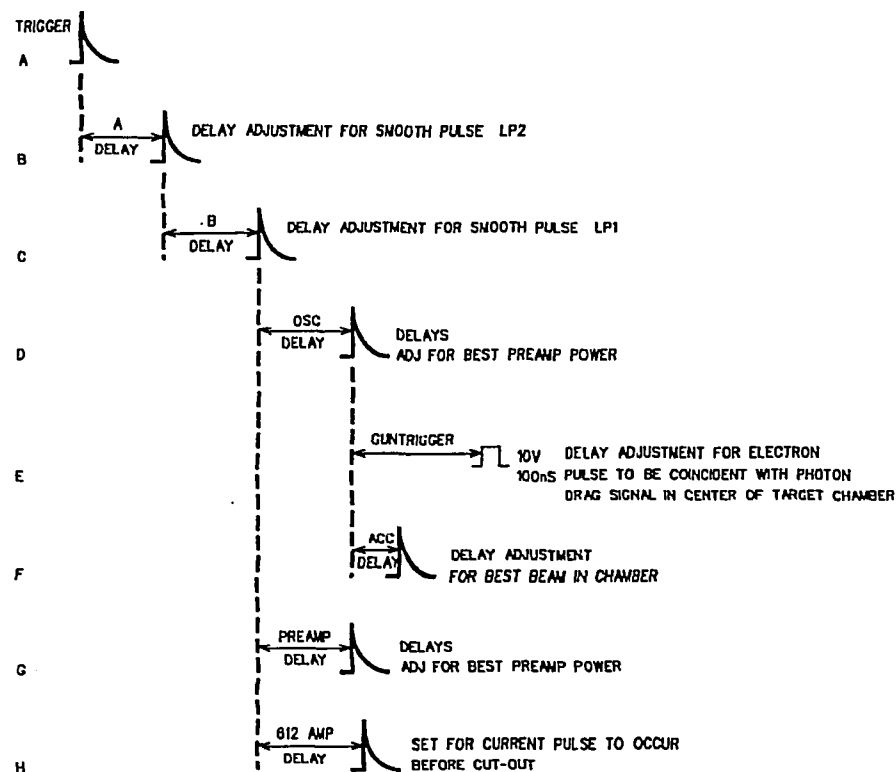 TRIGGER
A
A
DELAY
DELAY ADJUSTMENT FOR SMOOTH PULSE LP2
B
.B
DELAY
DELAY ADJUSTMENT FOR SMOOTH PULSE LP1
C
OSC
DELAY
DELAYS
ADJ FOR BEST PREAMP POWER
D
GUNTRIGGER
10V DELAY ADJUSTMENT FOR ELECTRON
100nS PULSE TO BE COINCIDENT WITH PHOTON
DRAG SIGNAL IN CENTER OF TARGET CHAMBER
E
ACC
DELAY
DELAY ADJUSTMENT
FOR BEST BEAM IN CHAMBER
F
PREAMP
DELAY
DELAYS
ADJ FOR BEST PREAMP POWER
G
612 AMP
DELAY
SET FOR CURRENT PULSE TO OCCUR
BEFORE CUT-OUT
H